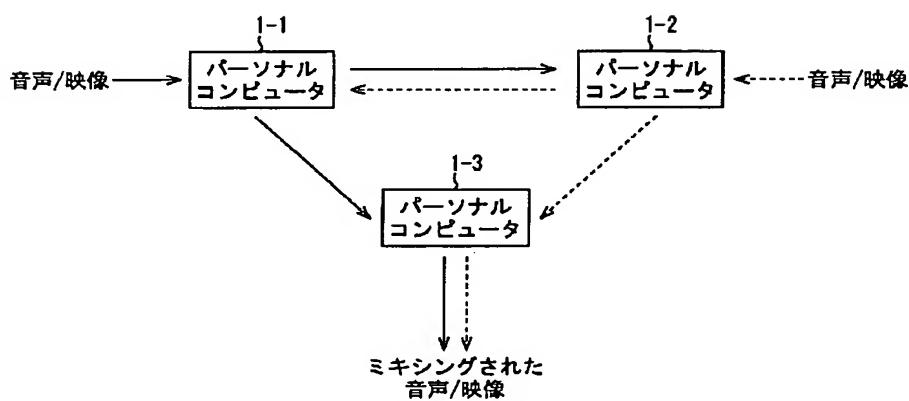 1-1
1-2
音声/映像
パーソナル
コンピュータ
パーソナル
コンピュータ
音声/映像
1-3
パーソナル
コンピュータ
ミキシングされた
音声/映像